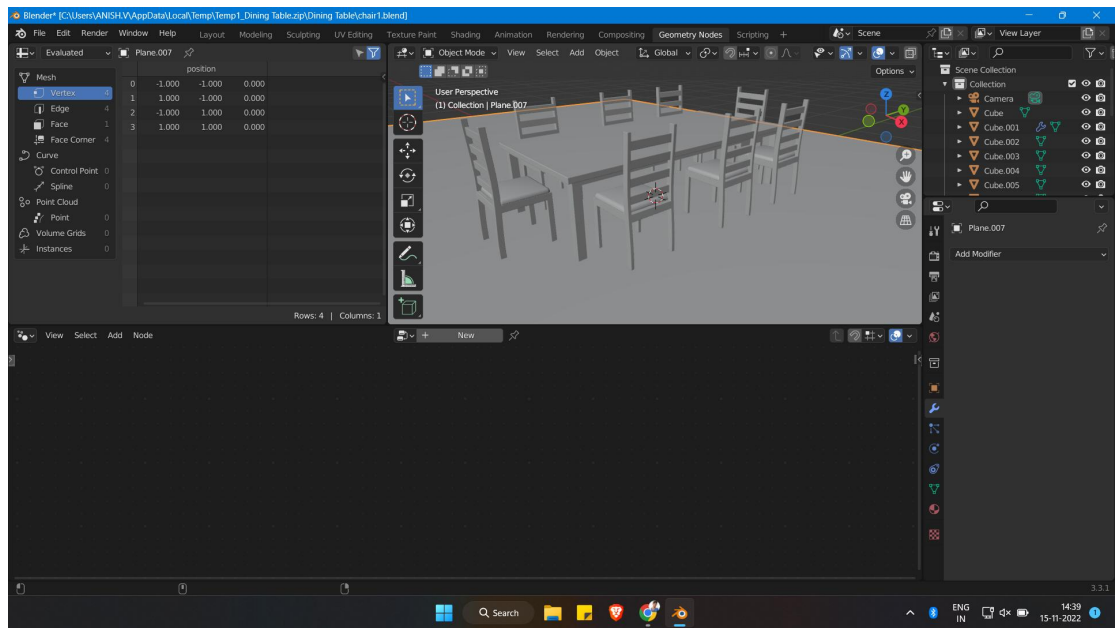 Blender* [C:\Users\ANISH.V\AppData\Local\Temp\Temp1_Dining Table.zip\Dining Table\chair1.blend]
File Edit Render Window Help Layout Modeling Sculpting UV Editing Texture Paint Shading Animation Rendering Compositing Geometry Nodes Scripting + Scene View Layer
Evaluated Plane.007 Object Mode View Select Add Object Global
Options
position
Mesh
Vertex 4
Edge 4
Face 1
Face Corner 4
Curve
Control Point 0
Spline 0
Point Cloud
Point 0
Volume Grids 0
Instances 0
0 -1.000 -1.000 0.000
1 1.000 -1.000 0.000
2 -1.000 1.000 0.000
3 1.000 1.000 0.000
Rows: 4 | Columns: 1
User Perspective
(1) Collection | Plane.007
Z
Y
X
Scene Collection
Collection
Camera
Cube
Cube.001
Cube.002
Cube.003
Cube.004
Cube.005
Plane.007
Add Modifier
View Select Add Node
+ New
3.3.1
Search
ENG
IN
14:39
15-11-2022
1